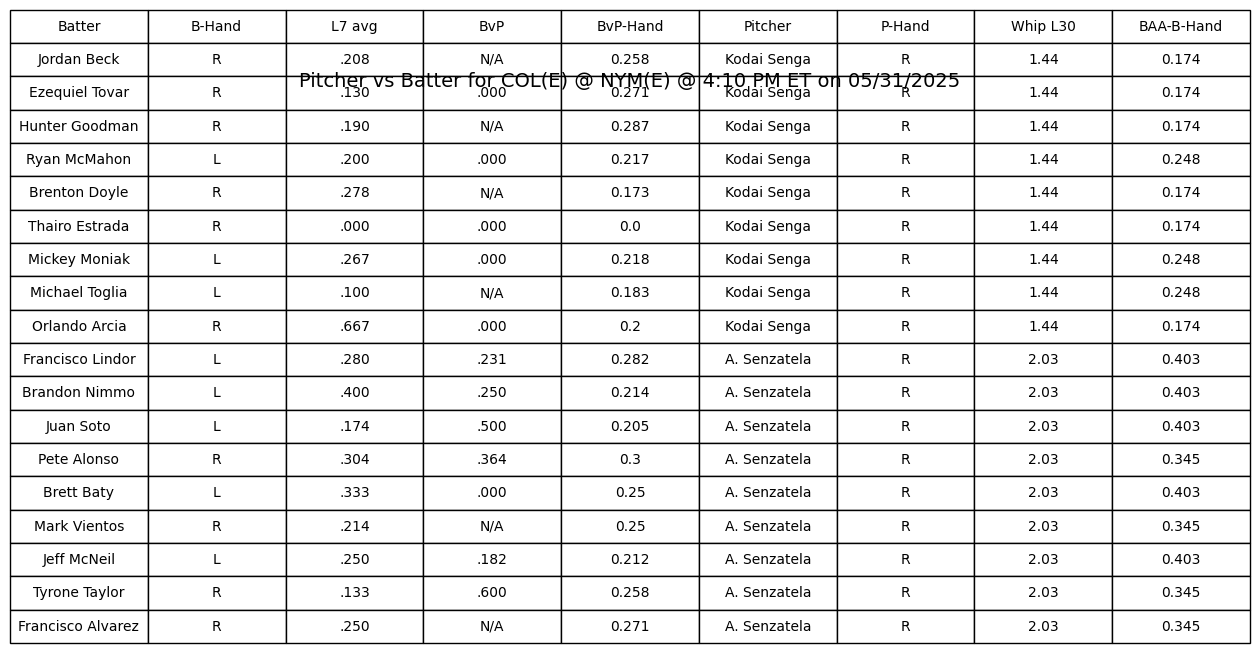 Batter B-Hand L7 avg BvP BvP-Hand Pitcher P-Hand Whip L30 BAA-B-Hand
Jordan Beck R .208 N/A 0.258 Kodai Senga R 1.44 0.174
Pitcher vs Batter for COL(E) @ NYM(E) @ 4:10 PM ET on 05/31/2025
Ezequiel Tovar R .130 .000 0.271 Kodai Senga R 1.44 0.174
Hunter Goodman R .190 N/A 0.287 Kodai Senga R 1.44 0.174
Ryan McMahon L .200 .000 0.217 Kodai Senga R 1.44 0.248
Brenton Doyle R .278 N/A 0.173 Kodai Senga R 1.44 0.174
Thairo Estrada R .000 .000 0.0 Kodai Senga R 1.44 0.174
Mickey Moniak L .267 .000 0.218 Kodai Senga R 1.44 0.248
Michael Toglia L .100 N/A 0.183 Kodai Senga R 1.44 0.248
Orlando Arcia R .667 .000 0.2 Kodai Senga R 1.44 0.174
Francisco Lindor L .280 .231 0.282 A. Senzatela R 2.03 0.403
Brandon Nimmo L .400 .250 0.214 A. Senzatela R 2.03 0.403
Juan Soto L .174 .500 0.205 A. Senzatela R 2.03 0.403
Pete Alonso R .304 .364 0.3 A. Senzatela R 2.03 0.345
Brett Baty L .333 .000 0.25 A. Senzatela R 2.03 0.403
Mark Vientos R .214 N/A 0.25 A. Senzatela R 2.03 0.345
Jeff McNeil L .250 .182 0.212 A. Senzatela R 2.03 0.403
Tyrone Taylor R .133 .600 0.258 A. Senzatela R 2.03 0.345
Francisco Alvarez R .250 N/A 0.271 A. Senzatela R 2.03 0.345